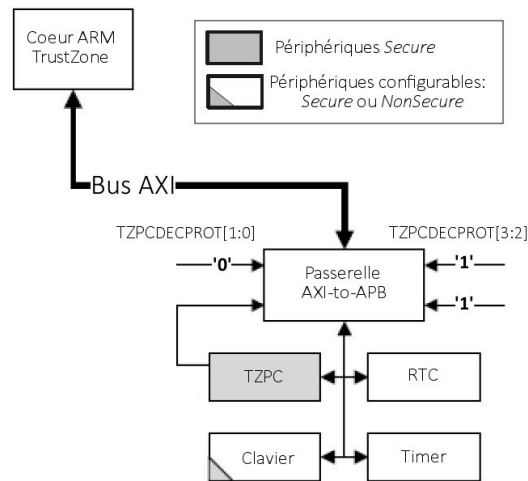 Coeur ARM
TrustZone
Périphériques Secure
Périphériques configurables:
Secure ou NonSecure
Bus AXI
TZPCDECPROT[1:0]
TZPCDECPROT[3:2]
'0'
Passerelle
AXI-to-APB
'1'
'1'
TZPC
RTC
Clavier
Timer